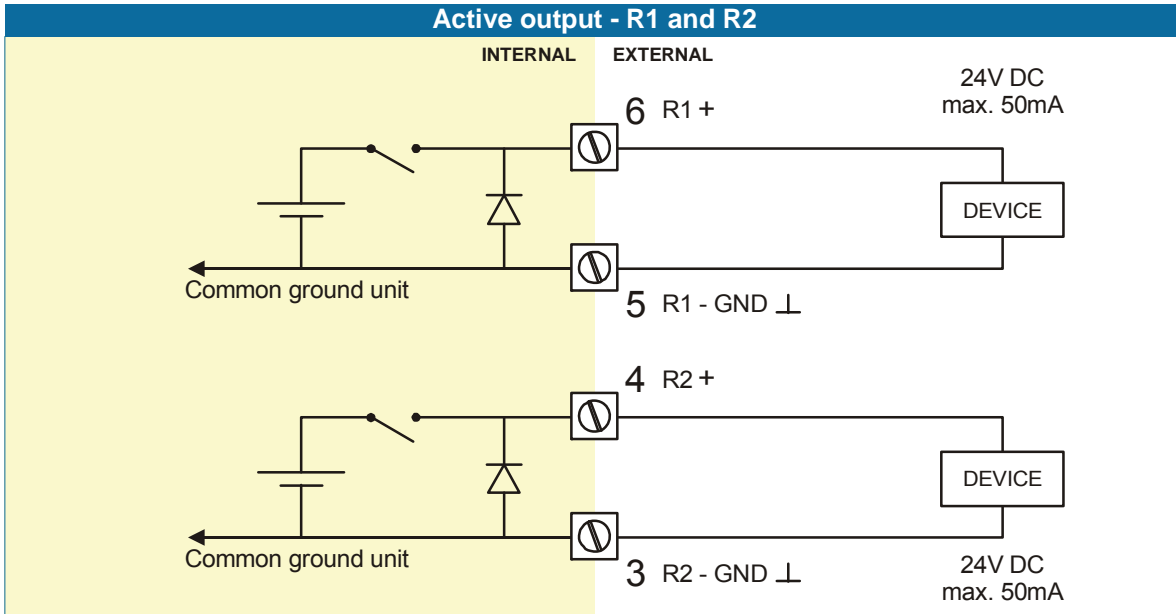 Active output - R1 and R2
INTERNAL EXTERNAL
24V DC
max. 50mA
6 R1 +
DEVICE
Common ground unit
5 R1 - GND ⊥
4 R2 +
DEVICE
Common ground unit
3 R2 - GND ⊥
24V DC
max. 50mA